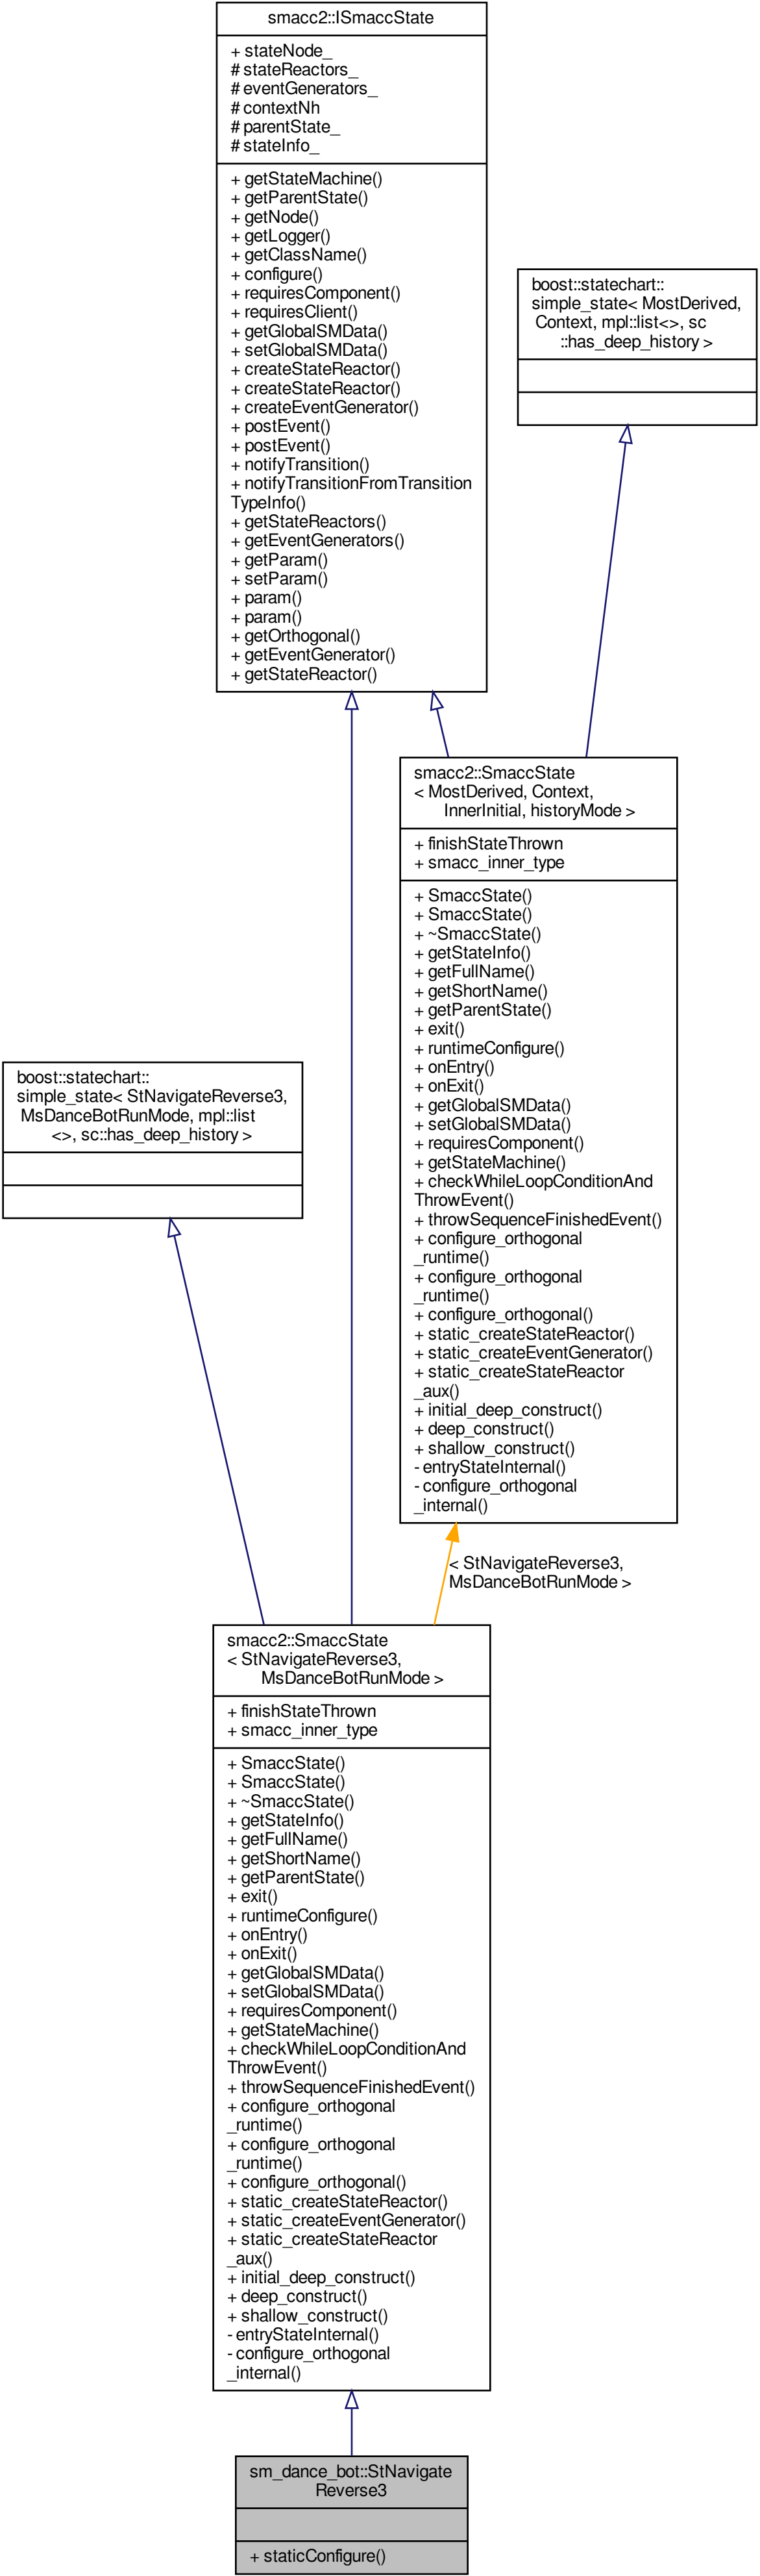 smacc2::ISmaccState
+ stateNode_
# stateReactors_
# eventGenerators_
# contextNh
# parentState_
# stateInfo_
+ getStateMachine()
+ getParentState()
+ getNode()
+ getLogger()
+ getClassName()
+ configure()
+ requiresComponent()
+ requiresClient()
+ getGlobalSMData()
+ setGlobalSMData()
+ createStateReactor()
+ createStateReactor()
+ createEventGenerator()
+ postEvent()
+ postEvent()
+ notifyTransition()
+ notifyTransitionFromTransition
TypeInfo()
+ getStateReactors()
+ getEventGenerators()
+ getParam()
+ setParam()
+ param()
+ param()
+ getOrthogonal()
+ getEventGenerator()
+ getStateReactor()
boost::statechart::
simple_state< MostDerived,
Context, mpl::list<>, sc
::has_deep_history >
smacc2::SmaccState
< MostDerived, Context,
InnerInitial, historyMode >
+ finishStateThrown
+ smacc_inner_type
+ SmaccState()
+ SmaccState()
+ ~SmaccState()
+ getStateInfo()
+ getFullName()
+ getShortName()
+ getParentState()
+ exit()
+ runtimeConfigure()
+ onEntry()
+ onExit()
+ getGlobalSMData()
+ setGlobalSMData()
+ requiresComponent()
+ getStateMachine()
+ checkWhileLoopConditionAnd
ThrowEvent()
+ throwSequenceFinishedEvent()
+ configure_orthogonal
_runtime()
+ configure_orthogonal
_runtime()
+ configure_orthogonal()
+ static_createStateReactor()
+ static_createEventGenerator()
+ static_createStateReactor
_aux()
+ initial_deep_construct()
+ deep_construct()
+ shallow_construct()
- entryStateInternal()
- configure_orthogonal
_internal()
boost::statechart::
simple_state< StNavigateReverse3,
MsDanceBotRunMode, mpl::list
<>, sc::has_deep_history >
< StNavigateReverse3,
MsDanceBotRunMode >
smacc2::SmaccState
< StNavigateReverse3,
MsDanceBotRunMode >
+ finishStateThrown
+ smacc_inner_type
+ SmaccState()
+ SmaccState()
+ ~SmaccState()
+ getStateInfo()
+ getFullName()
+ getShortName()
+ getParentState()
+ exit()
+ runtimeConfigure()
+ onEntry()
+ onExit()
+ getGlobalSMData()
+ setGlobalSMData()
+ requiresComponent()
+ getStateMachine()
+ checkWhileLoopConditionAnd
ThrowEvent()
+ throwSequenceFinishedEvent()
+ configure_orthogonal
_runtime()
+ configure_orthogonal
_runtime()
+ configure_orthogonal()
+ static_createStateReactor()
+ static_createEventGenerator()
+ static_createStateReactor
_aux()
+ initial_deep_construct()
+ deep_construct()
+ shallow_construct()
- entryStateInternal()
- configure_orthogonal
_internal()
sm_dance_bot::StNavigate
Reverse3
+ staticConfigure()